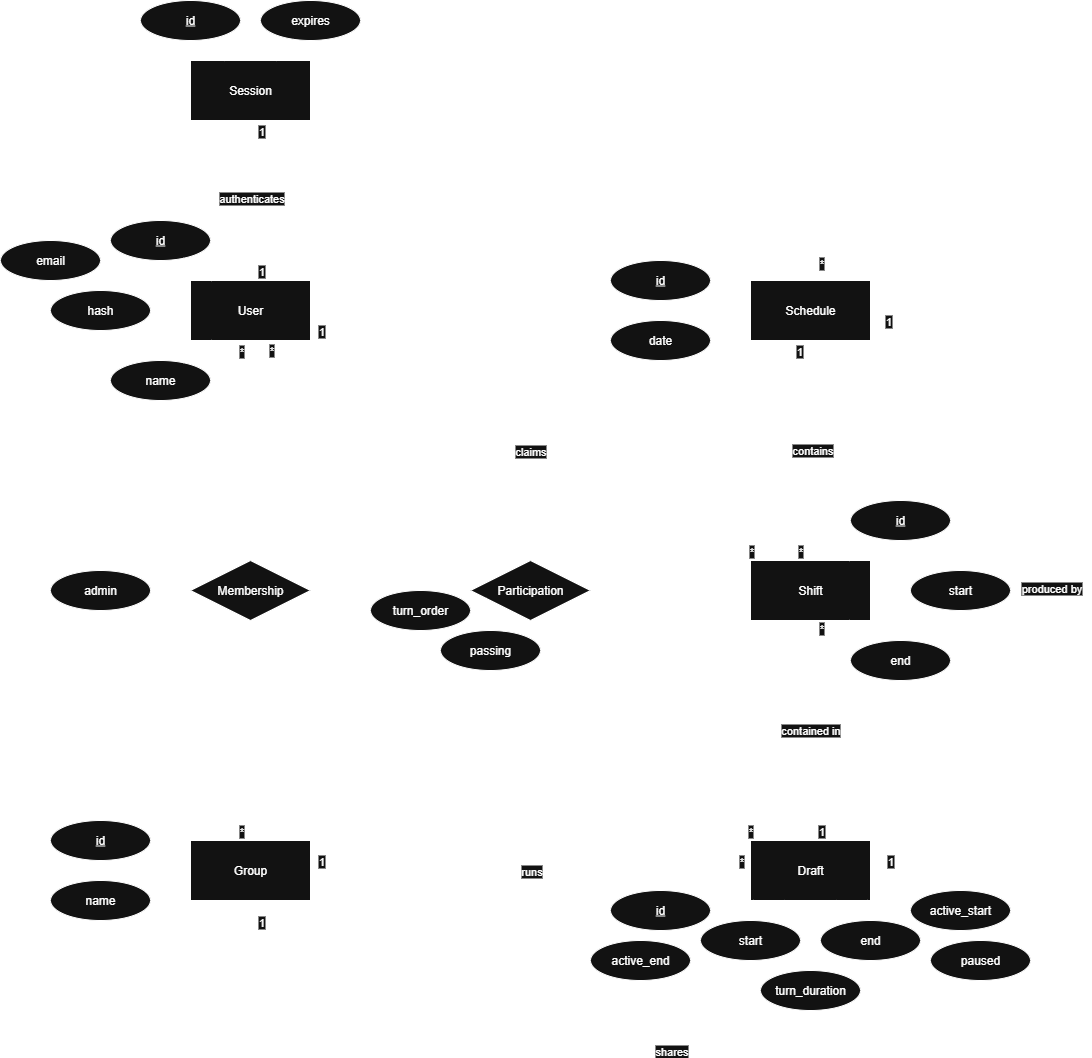 id
expires
Session
1
authenticates
id
email
1
hash
User
1
*
*
name
*
id
Schedule
1
date
1
claims
contains
id
*
*
admin
Membership
Participation
Shift
start
produced by
turn_order
*
passing
end
contained in
*
*
1
id
Group
1
runs
*
Draft
1
name
1
id
active_start
start
end
active_end
paused
turn_duration
shares